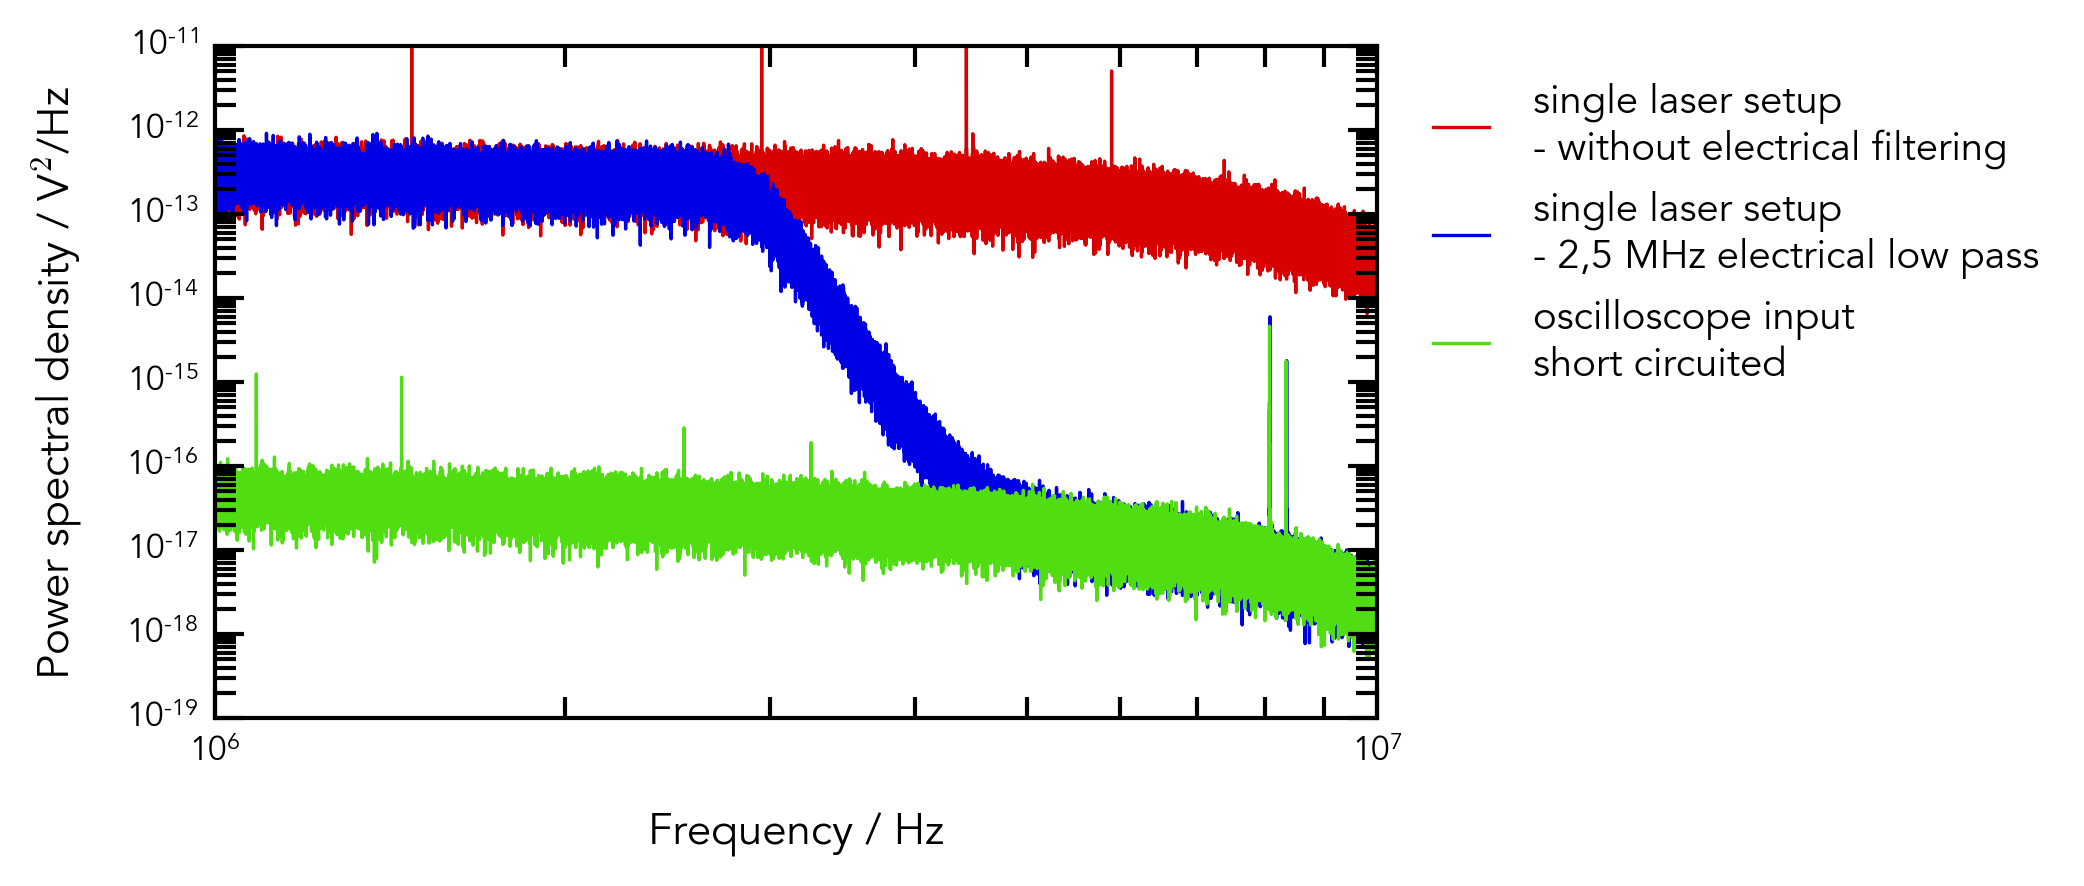 10⁻¹¹
10⁻¹²
10⁻¹³
10⁻¹⁴
10⁻¹⁵
10⁻¹⁶
10⁻¹⁷
10⁻¹⁸
10⁻¹⁹
Power spectral density / V²/Hz
10⁶
10⁷
Frequency / Hz
single laser setup
- without electrical filtering
single laser setup
- 2,5 MHz electrical low pass
oscilloscope input
short circuited